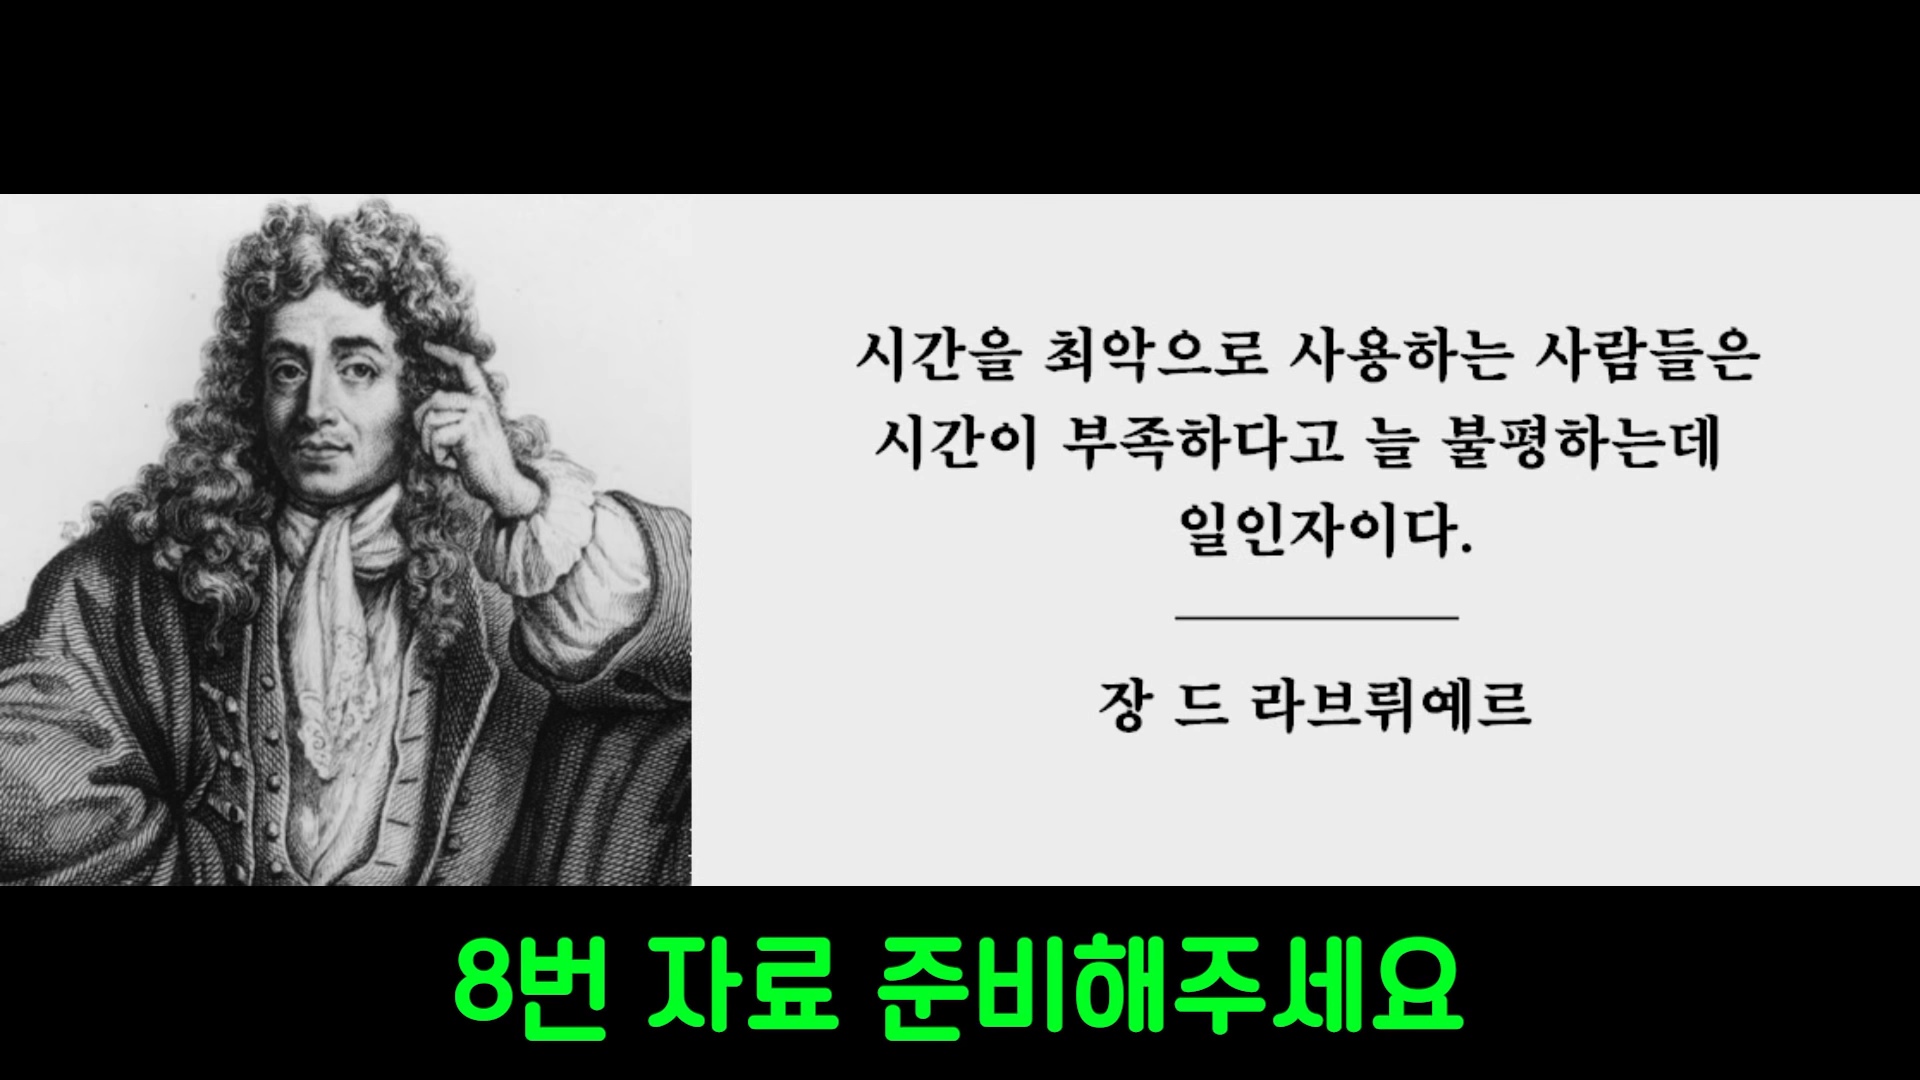 시간을 최악으로 사용하는 사람들은
시간이 부족하다고 늘 불평하는데
일인자이다.
장 드 라브뤼예르
8번 자료 준비해주세요